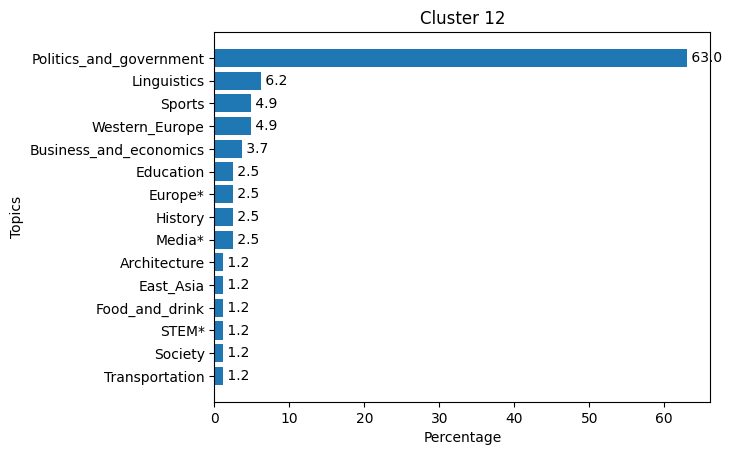 Cluster 12
Politics_and_government 63.0
Linguistics 6.2
Sports 4.9
Western_Europe 4.9
Business_and_economics 3.7
Education 2.5
Europe* 2.5
History 2.5
Media* 2.5
Architecture 1.2
East_Asia 1.2
Food_and_drink 1.2
STEM* 1.2
Society 1.2
Transportation 1.2
Topics
0 10 20 30 40 50 60
Percentage